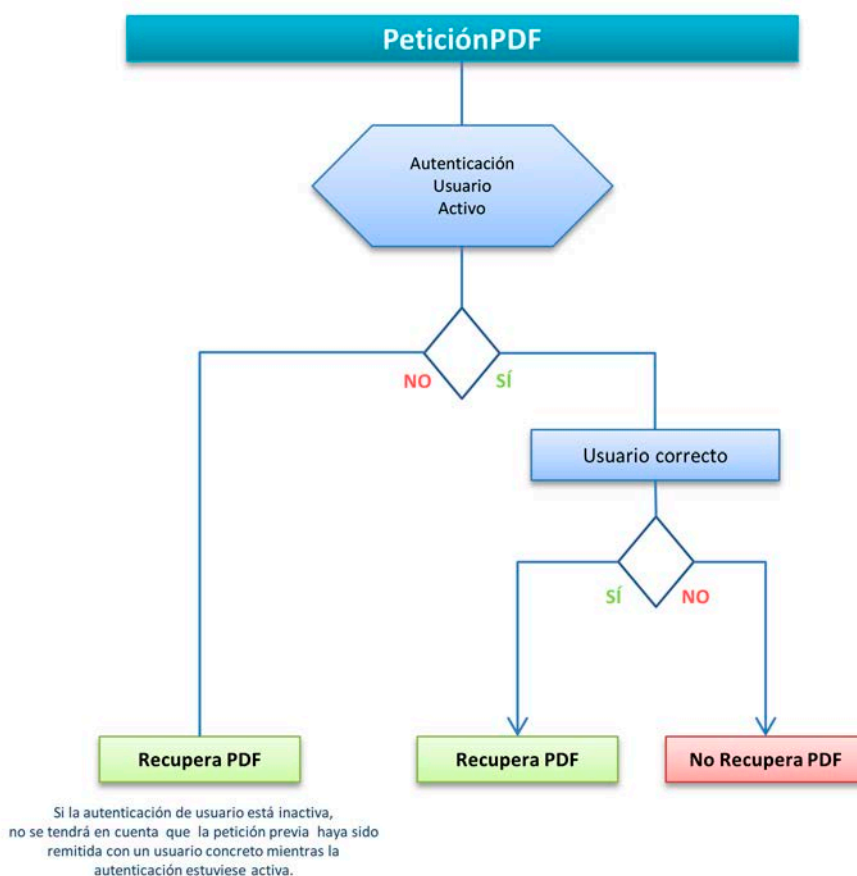 PeticiónPDF
Autenticación
Usuario
Activo
NO
SÍ
Usuario correcto
SÍ
NO
Recupera PDF
Recupera PDF
No Recupera PDF
Si la autenticación de usuario está inactiva,
no se tendrá en cuenta que la petición previa haya sido
remitida con un usuario concreto mientras la
autenticación estuviese activa.